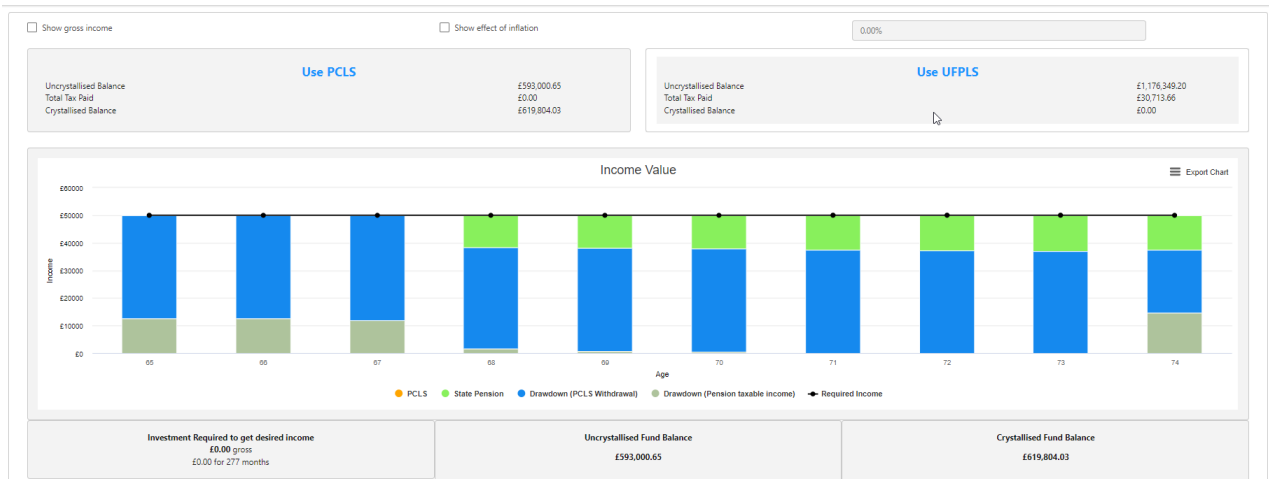 Show gross income
Show effect of inflation
0.00%
Use PCLS
Uncrystallised Balance £593,000.65
Total Tax Paid £0.00
Crystallised Balance £619,804.03
Use UFPLS
Uncrystallised Balance £1,176,349.20
Total Tax Paid £30,713.66
Crystallised Balance £0.00
Income Value
Export Chart
£60000
£50000
£40000
£30000
£20000
£10000
£0
Income
65 66 67 68 69 70 71 72 73 74
Age
PCLS State Pension Drawdown (PCLS Withdrawal) Drawdown (Pension taxable income) Required Income
Investment Required to get desired income
£0.00 gross
£0.00 for 277 months
Uncrystallised Fund Balance
£593,000.65
Crystallised Fund Balance
£619,804.03